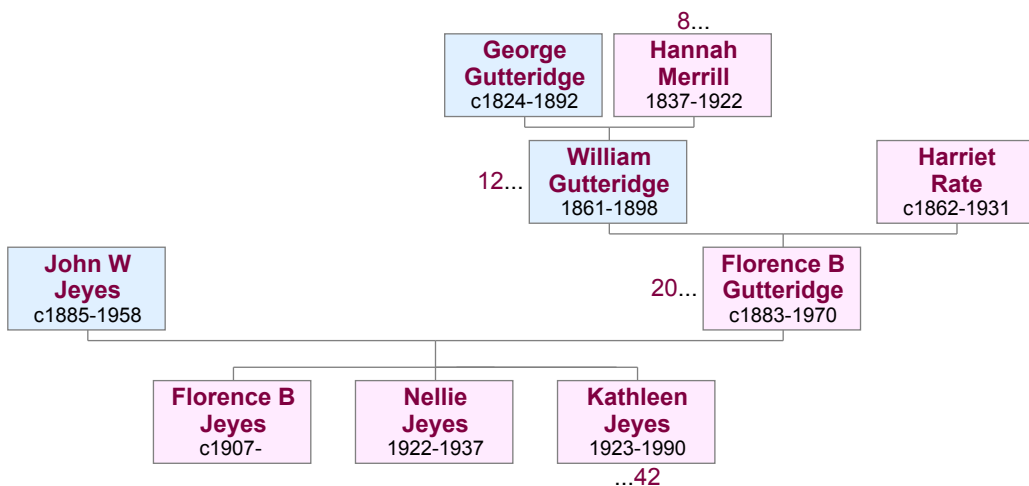 8...
George
Gutteridge
c1824-1892
Hannah
Merrill
1837-1922
12...
William
Gutteridge
1861-1898
Harriet
Rate
c1862-1931
John W
Jeyes
c1885-1958
20...
Florence B
Gutteridge
c1883-1970
Florence B
Jeyes
c1907-
Nellie
Jeyes
1922-1937
Kathleen
Jeyes
1923-1990
...42